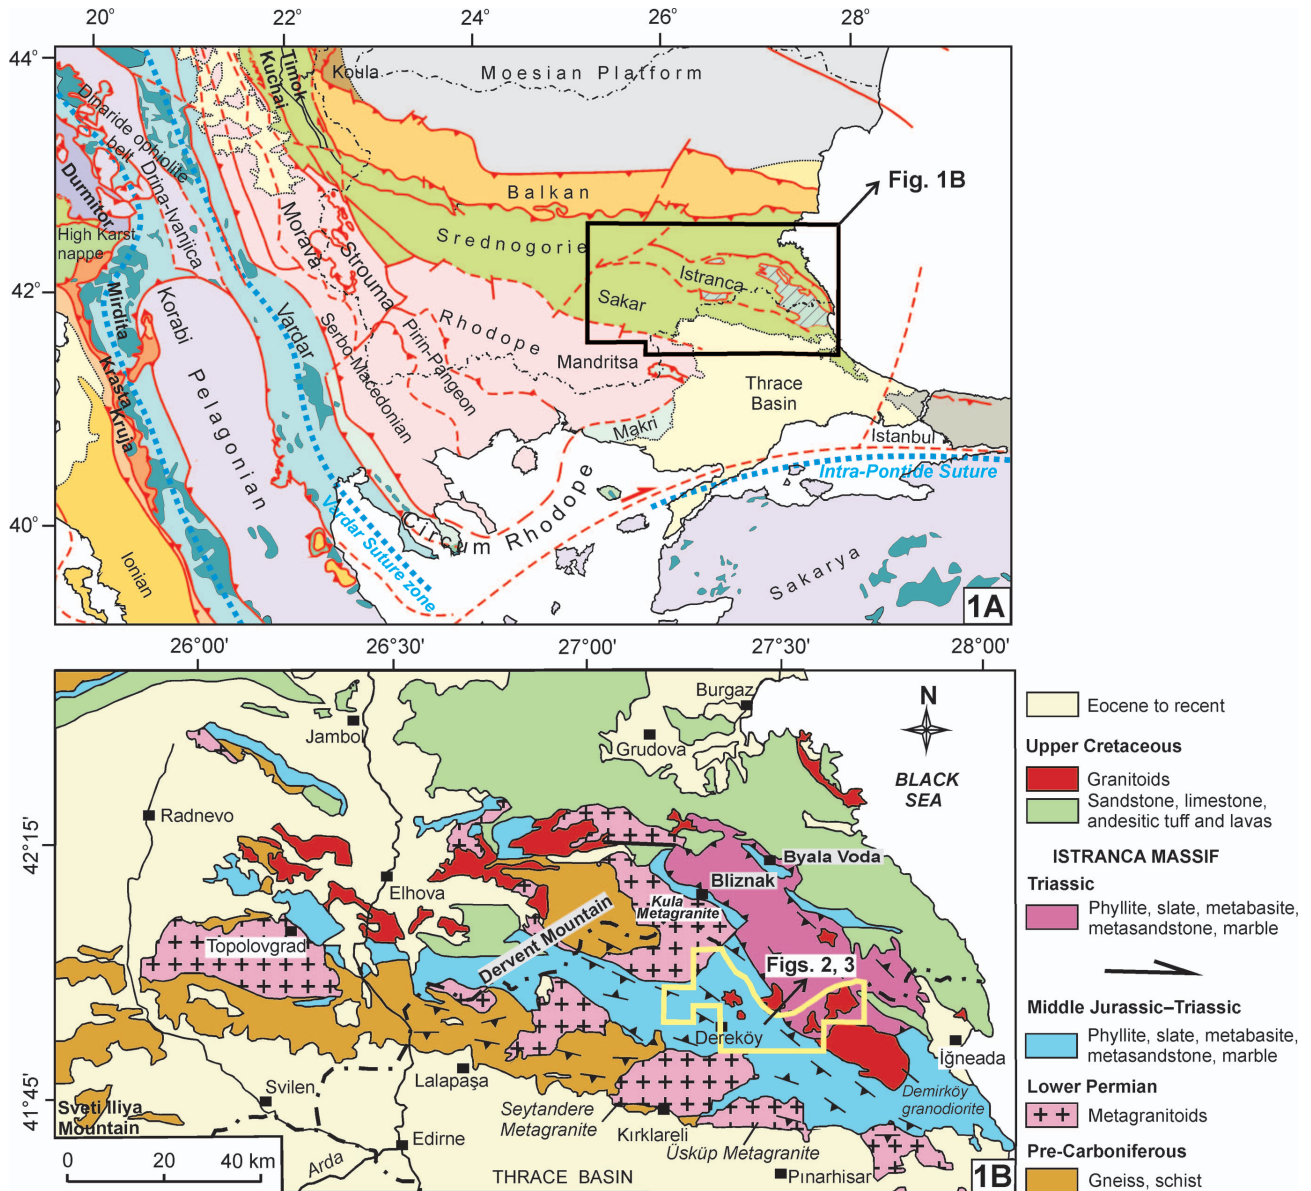 20°
22°
24°
26°
28°
44°
42°
40°
Koula
Timok
Kuchai
Moesian Platform
Dinaride ophiolite
belt
Drina-Ivanjica
Durmitor
High Karst
nappe
Balkan
Fig. 1B
Morava
Strouma
Srednogorie
Istranca
Sakar
Mirdita
Korabi
Vardar
Serbo-Macedonian
Pirin-Pangeon
Rhodope
Mandritsa
Thrace
Basin
Krasta
Kruja
Pelagonian
Makri
Istanbul
Intra-Pontide Suture
Circum Rhodope
Vardar Suture zone
Ionian
Sakarya
1A
26°00'
26°30'
27°00'
27°30'
28°00'
42°15'
41°45'
Burgaz
N
Jambol
Grudova
BLACK
SEA
Radnevo
Byala Voda
Bliznak
Elhova
Kula
Metagranite
Dervent Mountain
Topolovgrad
Figs. 2, 3
Dereköy
İğneada
Lalapaşa
Svilen
Demirköy
granodiorite
Sveti Iliya
Mountain
Seytandere
Metagranite
Kırklareli
Üsküp Metagranite
Edirne
Arda
THRACE BASIN
Pınarhisar
0 20 40 km
1B
Eocene to recent
Upper Cretaceous
Granitoids
Sandstone, limestone,
andesitic tuff and lavas
ISTRANCA MASSIF
Triassic
Phyllite, slate, metabasite,
metasandstone, marble
Middle Jurassic–Triassic
Phyllite, slate, metabasite,
metasandstone, marble
Lower Permian
Metagranitoids
Pre-Carboniferous
Gneiss, schist